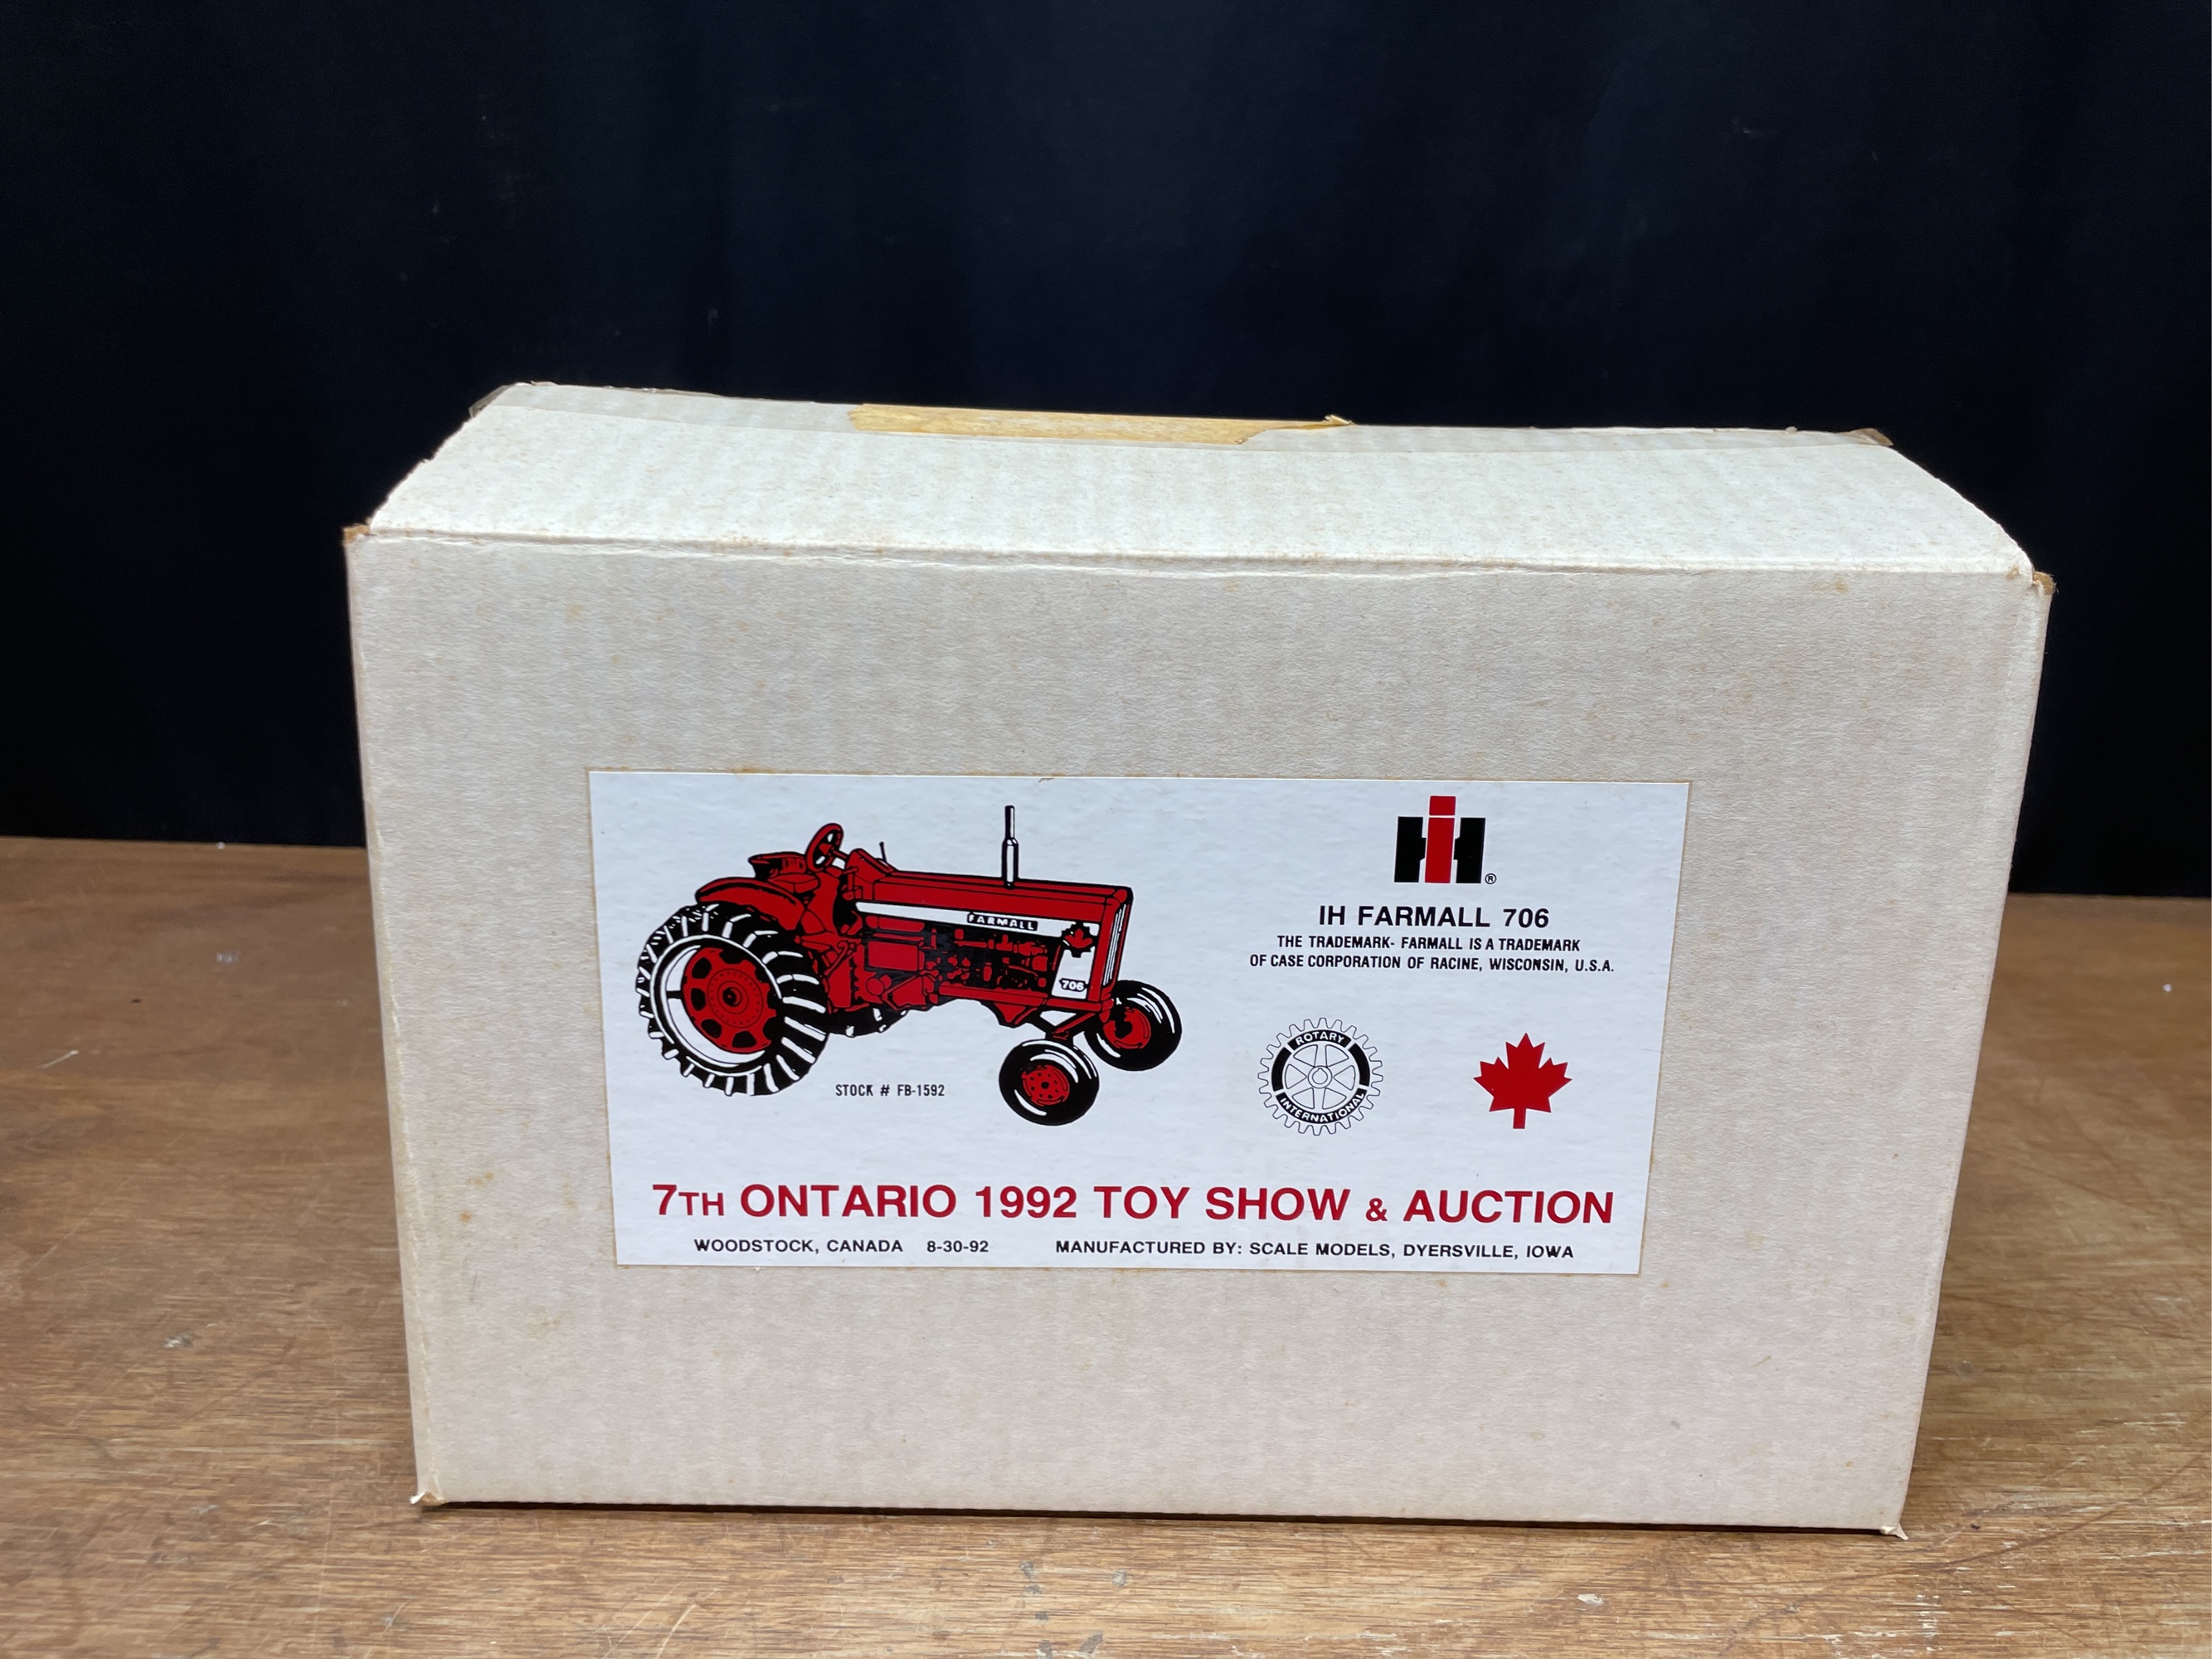 FARMALL
706
STOCK # FB-1592
IH ®
IH FARMALL 706
THE TRADEMARK- FARMALL IS A TRADEMARK
OF CASE CORPORATION OF RACINE, WISCONSIN, U.S.A.
ROTARY
INTERNATIONAL
7TH ONTARIO 1992 TOY SHOW & AUCTION
WOODSTOCK, CANADA 8-30-92 MANUFACTURED BY: SCALE MODELS, DYERSVILLE, IOWA